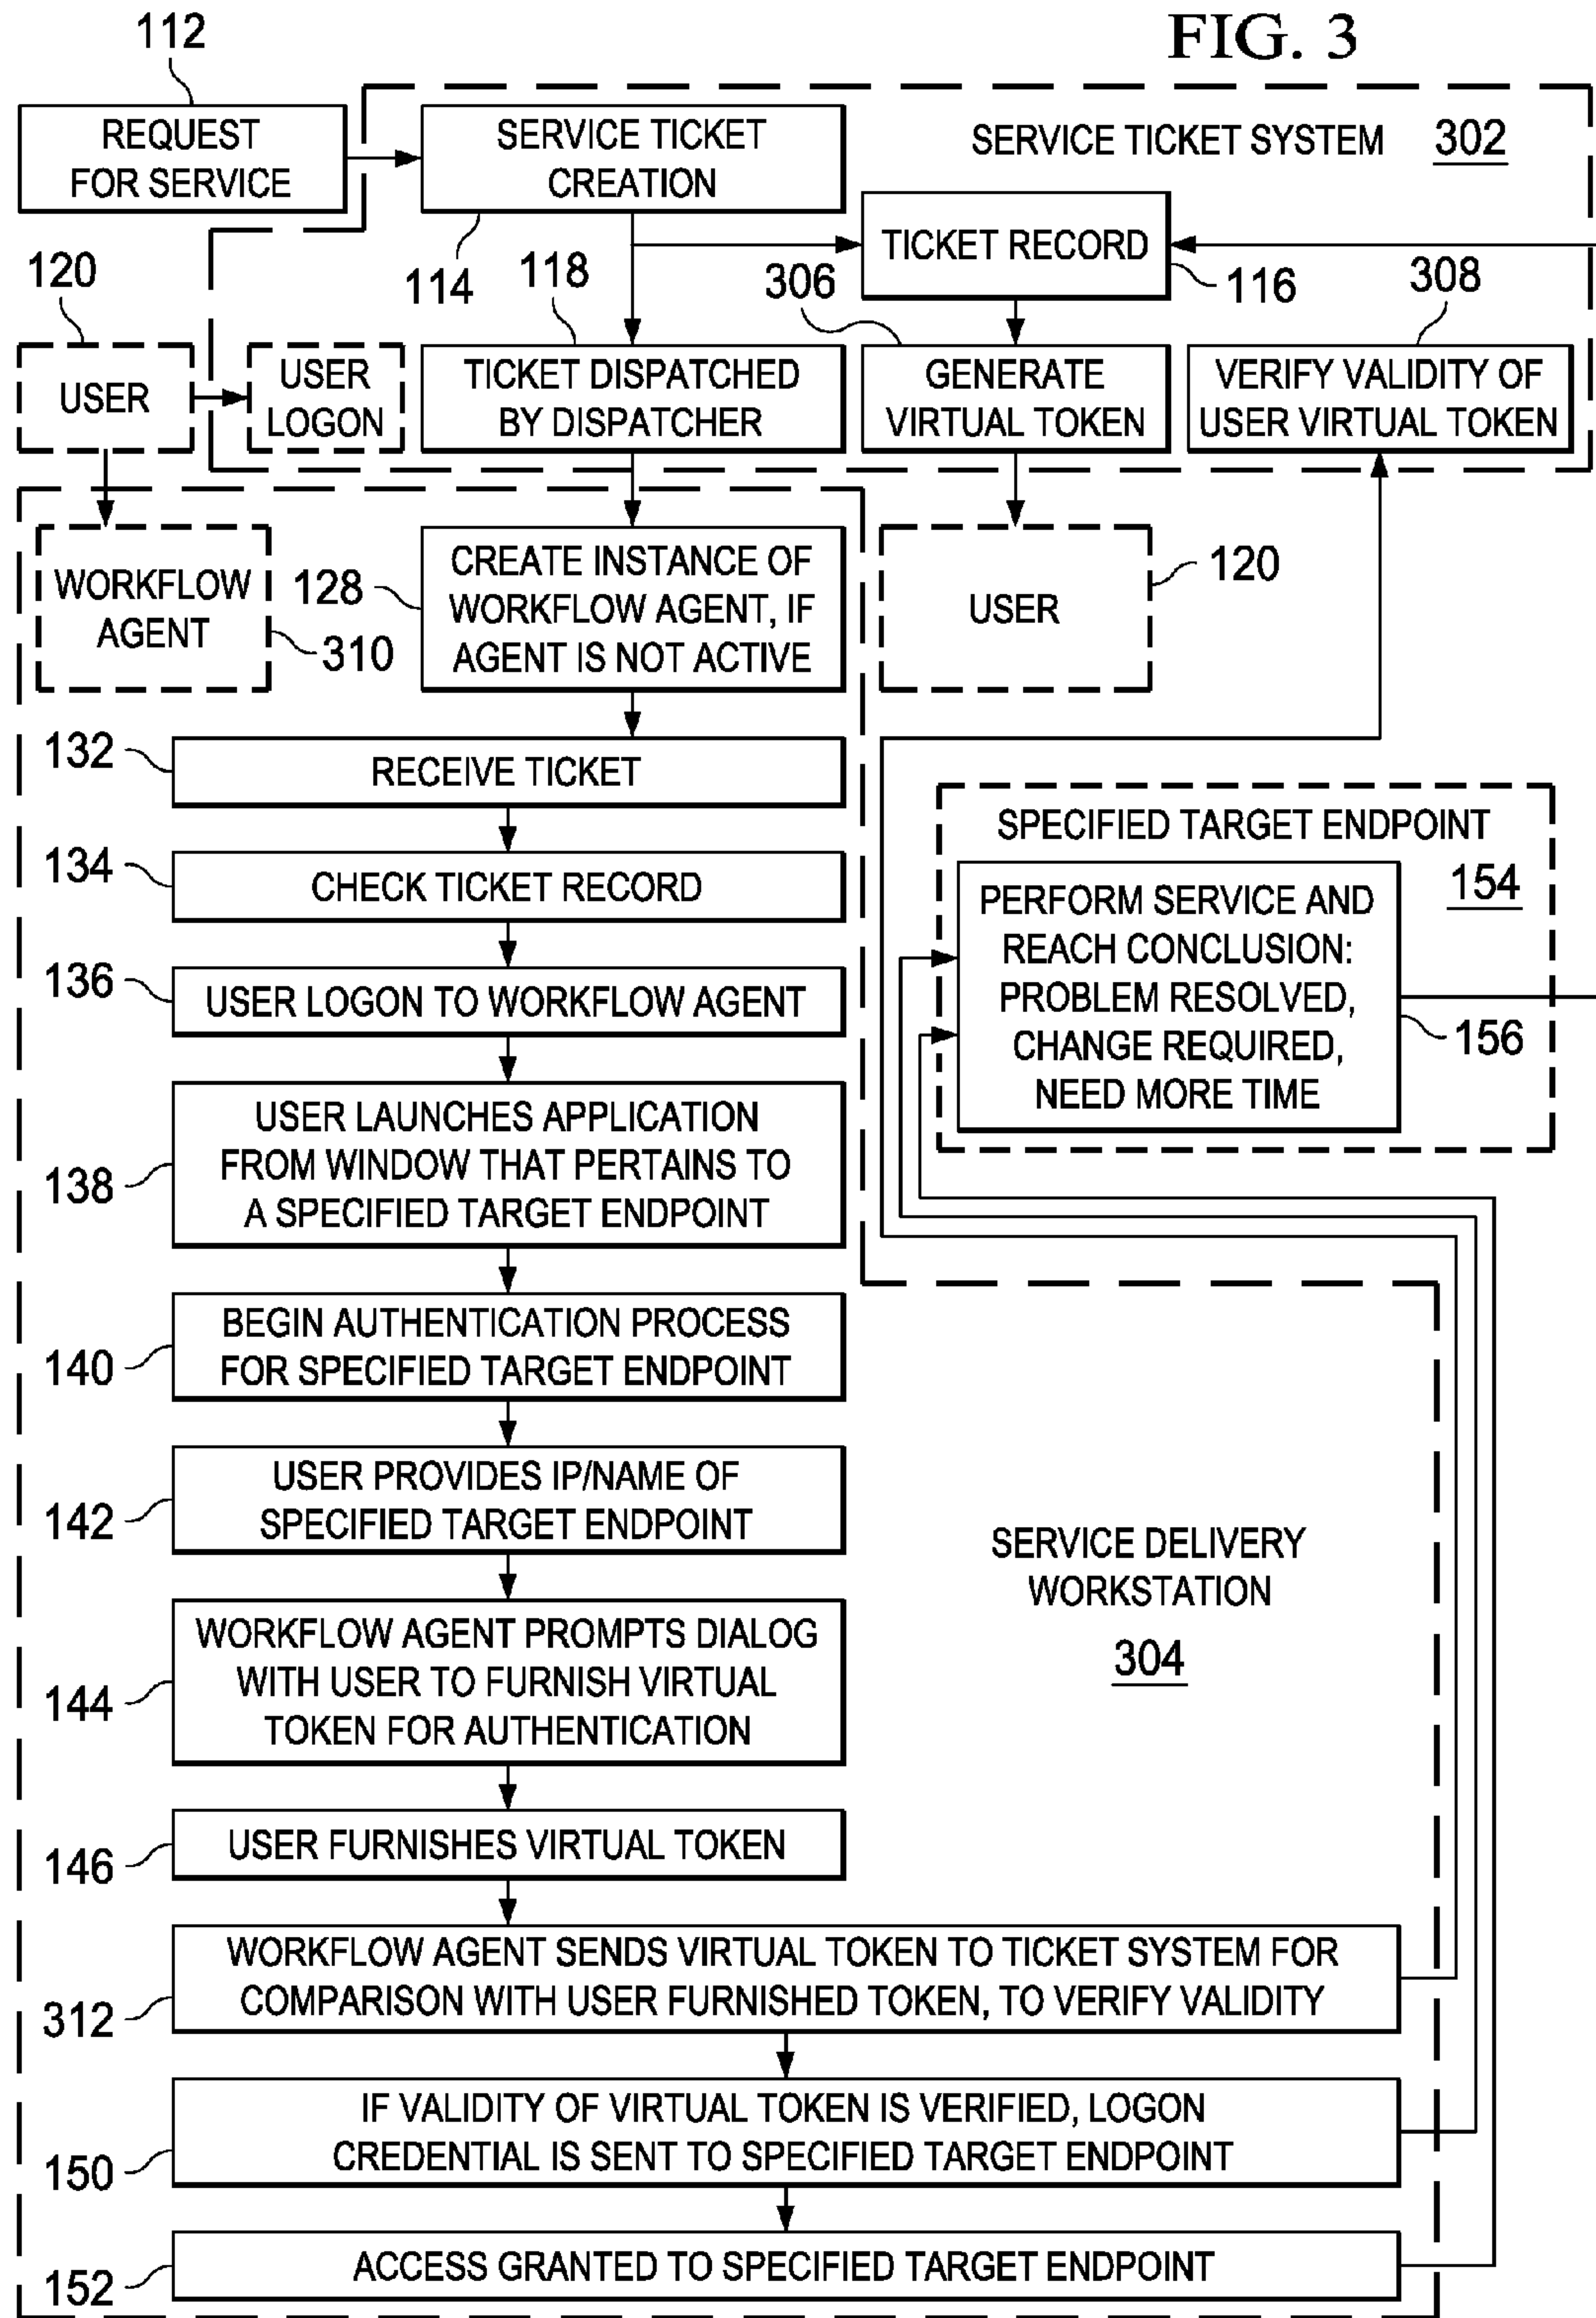 FIG. 3
112
REQUEST
FOR SERVICE
SERVICE TICKET
CREATION
114
SERVICE TICKET SYSTEM 302
TICKET RECORD
116
120
USER
USER
LOGON
118
TICKET DISPATCHED
BY DISPATCHER
306
GENERATE
VIRTUAL TOKEN
308
VERIFY VALIDITY OF
USER VIRTUAL TOKEN
WORKFLOW
AGENT
310
128
CREATE INSTANCE OF
WORKFLOW AGENT, IF
AGENT IS NOT ACTIVE
USER
120
132
RECEIVE TICKET
134
CHECK TICKET RECORD
136
USER LOGON TO WORKFLOW AGENT
138
USER LAUNCHES APPLICATION
FROM WINDOW THAT PERTAINS TO
A SPECIFIED TARGET ENDPOINT
SPECIFIED TARGET ENDPOINT
154
PERFORM SERVICE AND
REACH CONCLUSION:
PROBLEM RESOLVED,
CHANGE REQUIRED,
NEED MORE TIME
156
140
BEGIN AUTHENTICATION PROCESS
FOR SPECIFIED TARGET ENDPOINT
142
USER PROVIDES IP/NAME OF
SPECIFIED TARGET ENDPOINT
SERVICE DELIVERY
WORKSTATION
304
144
WORKFLOW AGENT PROMPTS DIALOG
WITH USER TO FURNISH VIRTUAL
TOKEN FOR AUTHENTICATION
146
USER FURNISHES VIRTUAL TOKEN
312
WORKFLOW AGENT SENDS VIRTUAL TOKEN TO TICKET SYSTEM FOR
COMPARISON WITH USER FURNISHED TOKEN, TO VERIFY VALIDITY
150
IF VALIDITY OF VIRTUAL TOKEN IS VERIFIED, LOGON
CREDENTIAL IS SENT TO SPECIFIED TARGET ENDPOINT
152
ACCESS GRANTED TO SPECIFIED TARGET ENDPOINT